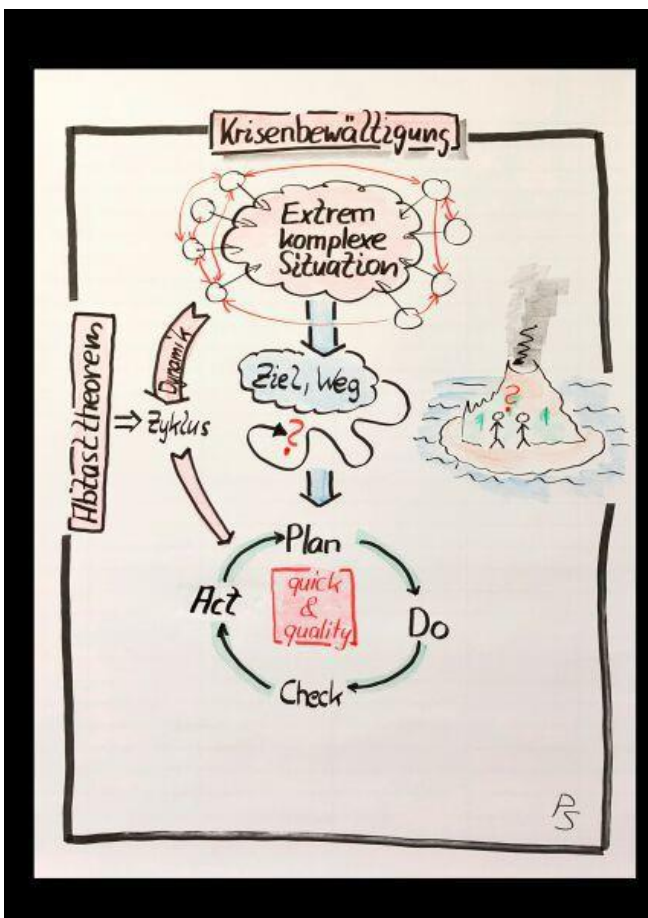 Krisenbewältigung
Extrem
komplexe
Situation
Dynamik
Ziel, Weg
?
?
Abtasttheorem
⇒ Zyklus
Plan
Act
quick
&
quality
Do
Check
PS